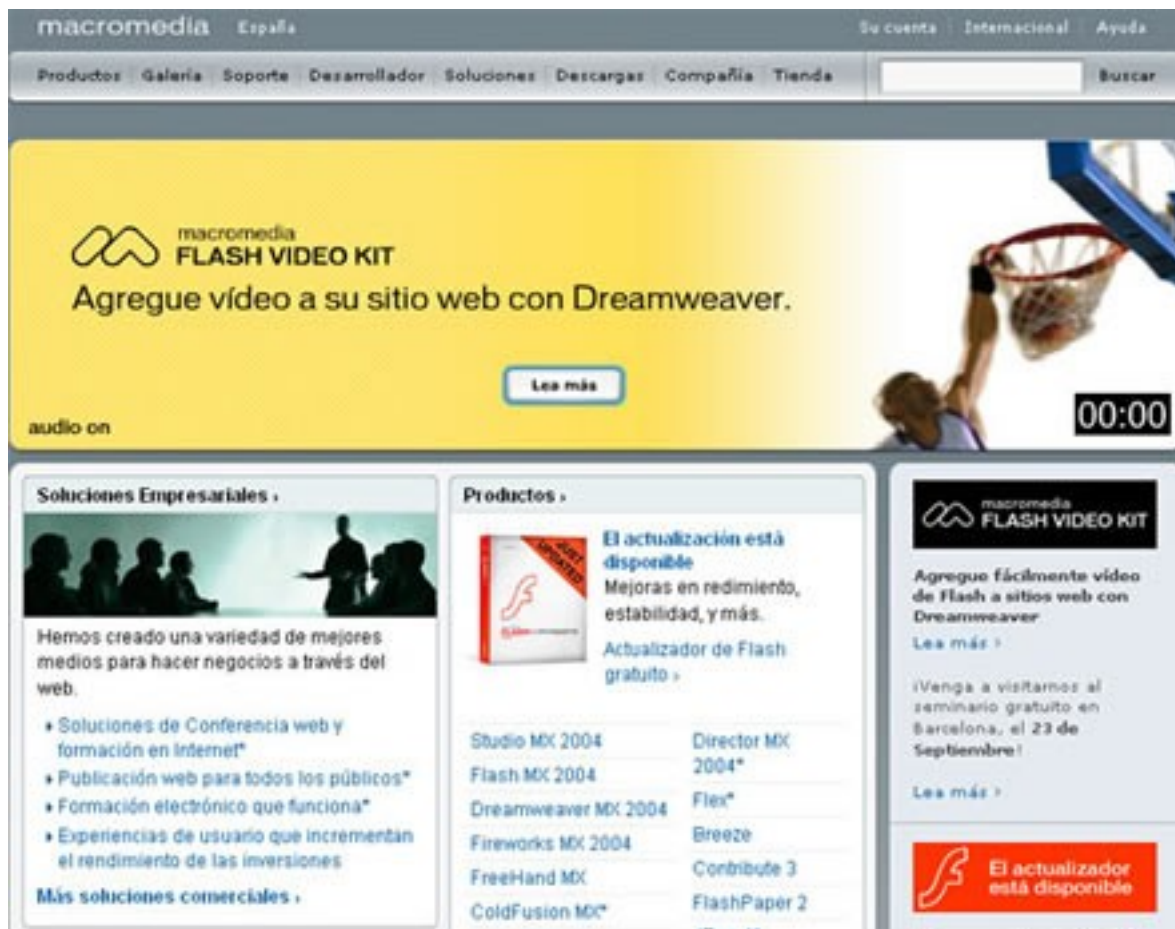 macromedia España Su cuenta Internacional Ayuda
Productos Galería Soporte Desarrollador Soluciones Descargas Compañía Tienda Buscar
macromedia
FLASH VIDEO KIT
Agregue vídeo a su sitio web con Dreamweaver.
Lea más
audio on
00:00
Soluciones Empresariales ›
Hemos creado una variedad de mejores
medios para hacer negocios a través del
web.
Soluciones de Conferencia web y
formación en Internet*
Publicación web para todos los públicos*
Formación electrónico que funciona*
Experiencias de usuario que incrementan
el rendimiento de las inversiones
Más soluciones comerciales ›
Productos ›
JUST
UPDATED
El actualización está
disponible
Mejoras en redimiento,
estabilidad, y más.
Actualizador de Flash
gratuito ›
Studio MX 2004
Flash MX 2004
Dreamweaver MX 2004
Fireworks MX 2004
FreeHand MX
ColdFusion MX*
Director MX
2004*
Flex*
Breeze
Contribute 3
FlashPaper 2
macromedia
FLASH VIDEO KIT
Agregue fácilmente vídeo
de Flash a sitios web con
Dreamweaver
Lea más ›
¡Venga a visitarnos al
seminario gratuito en
Barcelona, el 23 de
Septiembre!
Lea más ›
El actualizador
está disponible